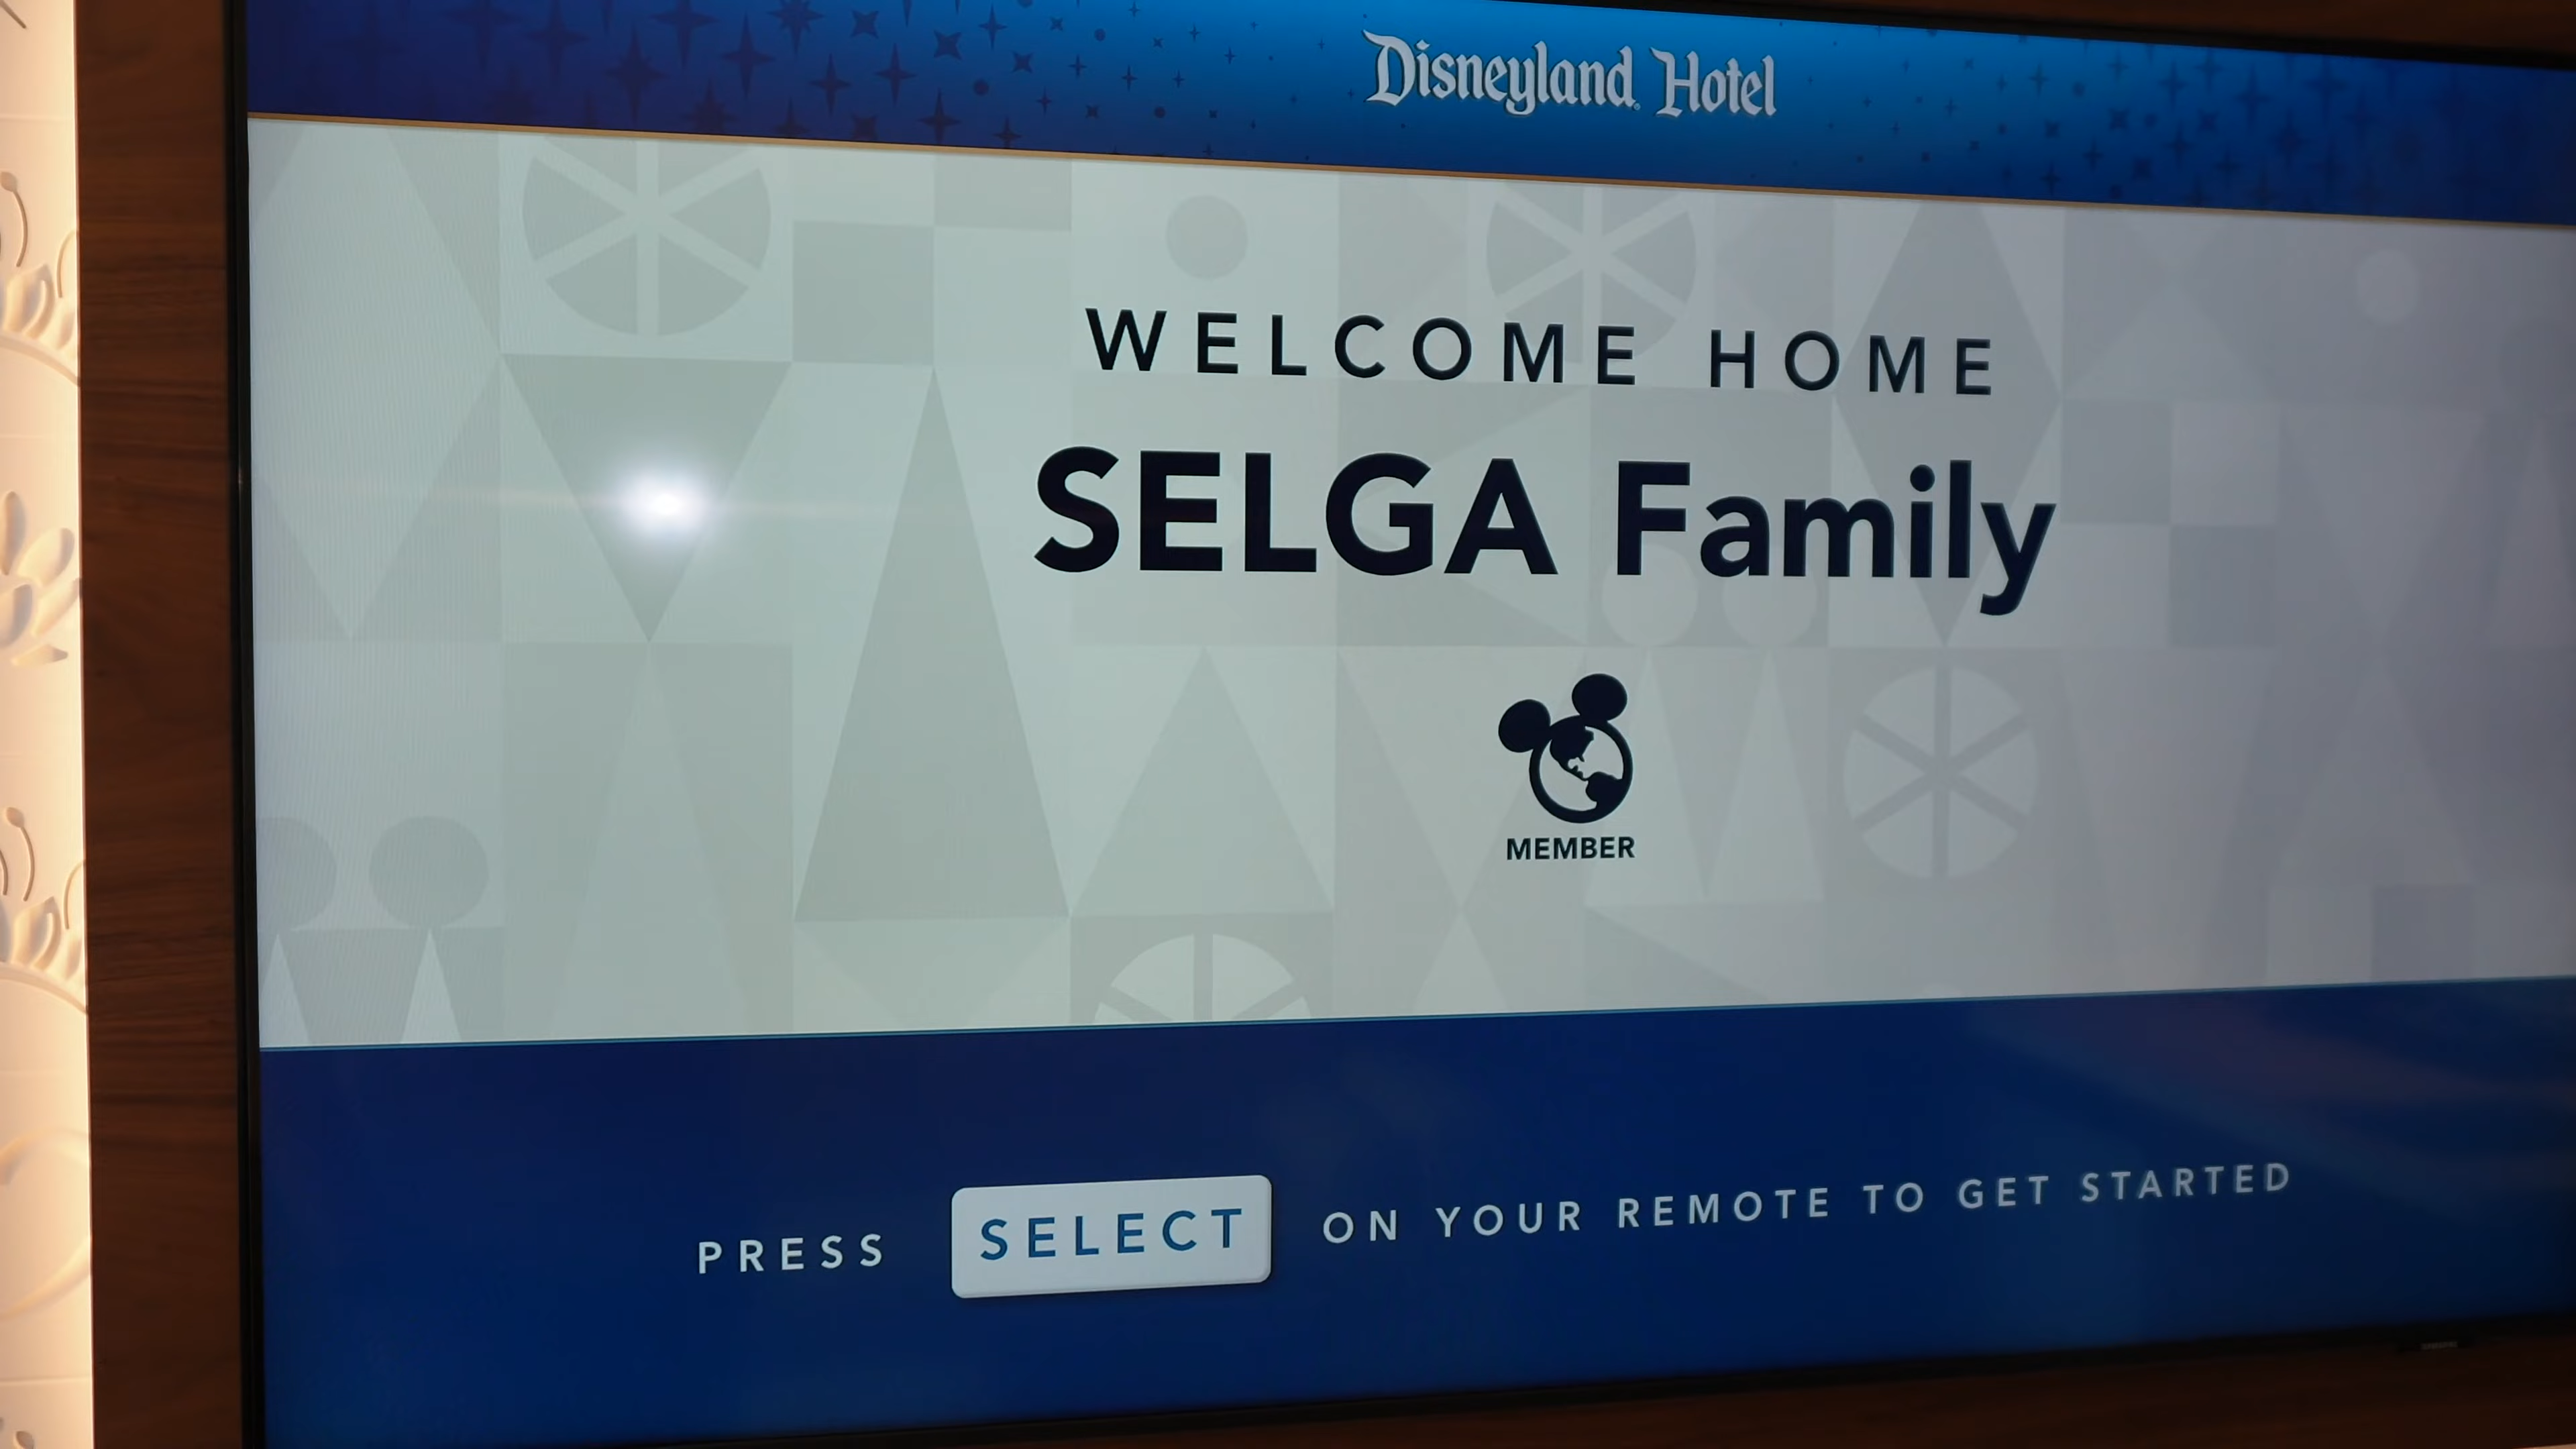 Disneyland Hotel
WELCOME HOME
SELGA Family
MEMBER
PRESS SELECT ON YOUR REMOTE TO GET STARTED